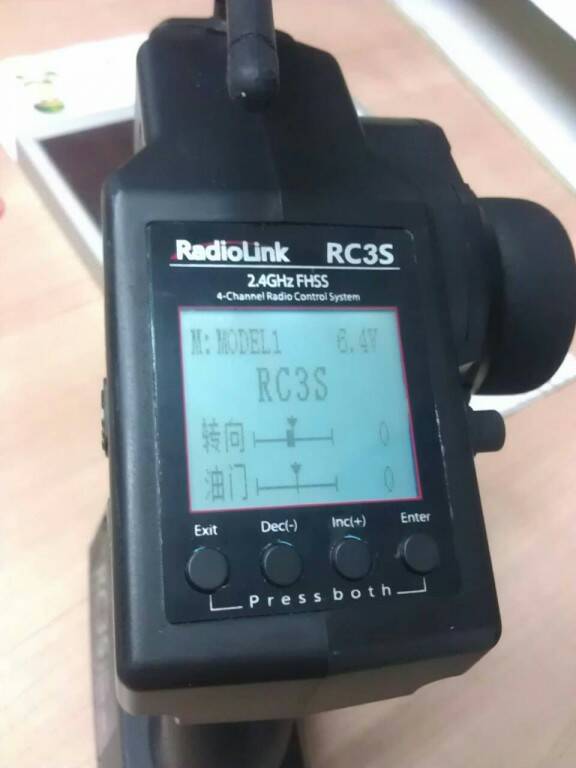 RadioLink RC3S
2.4GHz FHSS
4-Channel Radio Control System
M:MODEL1 6.4V
RC3S
转向 0
油门 0
Exit Dec(-) Inc(+) Enter
Press both